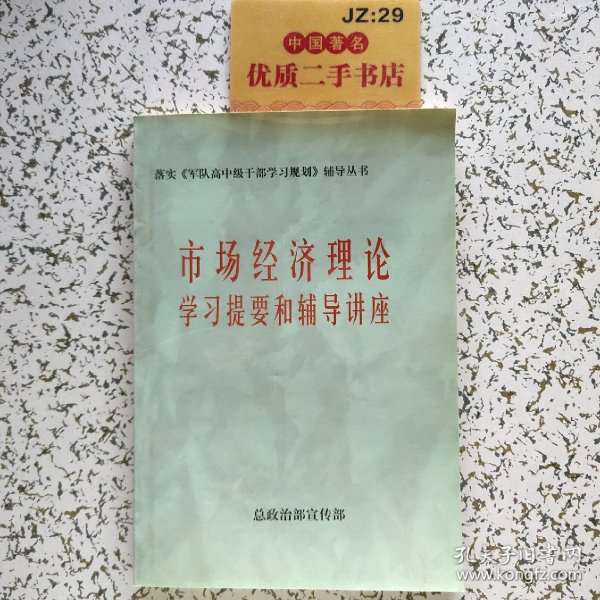 JZ:29
中国著名
优质二手书店
落实《军队高中级干部学习规划》辅导丛书
市场经济理论
学习提要和辅导讲座
总政治部宣传部
孔夫子旧书网
www.kongfz.com